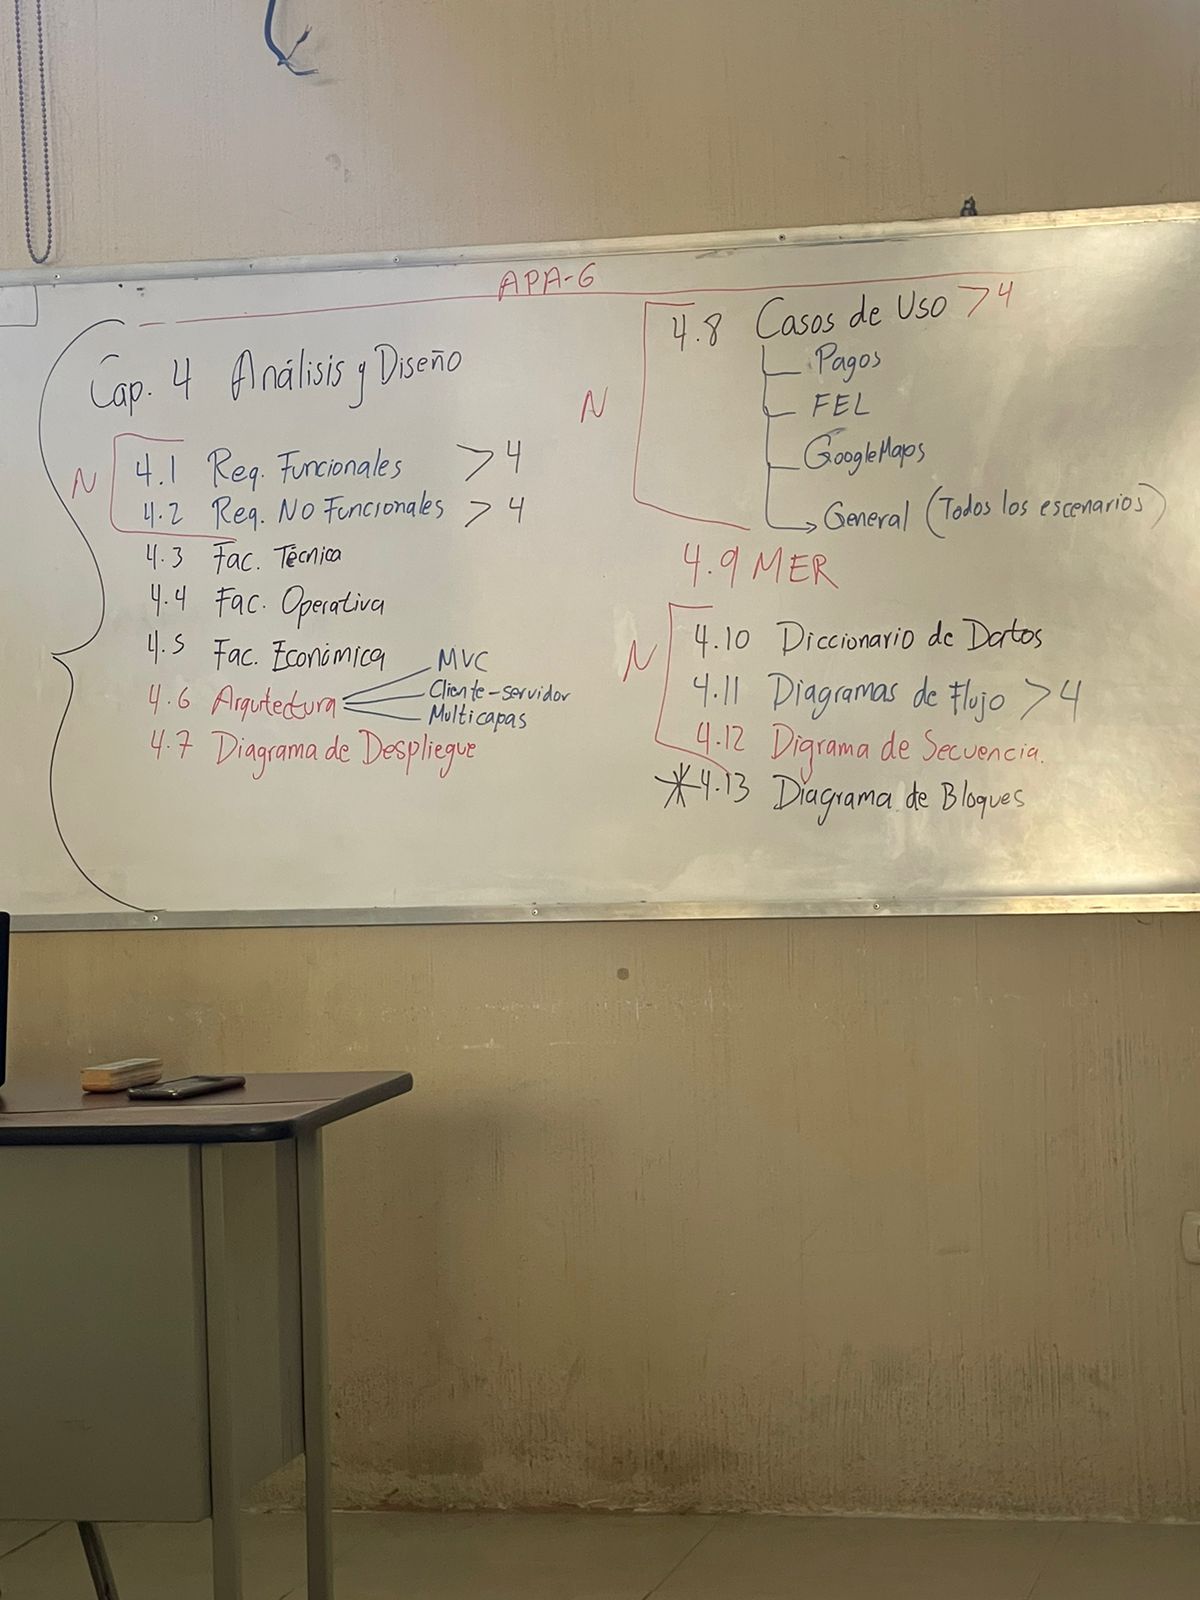 APA-6
Cap. 4 Análisis y Diseño
N
4.1 Req. Funcionales > 4
4.2 Req. No Funcionales > 4
4.3 Fac. Técnica
4.4 Fac. Operativa
4.5 Fac. Económica
4.6 Arqutectura
MVC
Cliente-servidor
Multicapas
4.7 Diagrama de Despliegue
N
4.8 Casos de Uso > 4
Pagos
FEL
GoogleMaps
General (Todos los escenarios)
4.9 MER
N
4.10 Diccionario de Datos
4.11 Diagramas de Flujo > 4
4.12 Digrama de Secuencia.
*4.13 Diagrama de Bloques